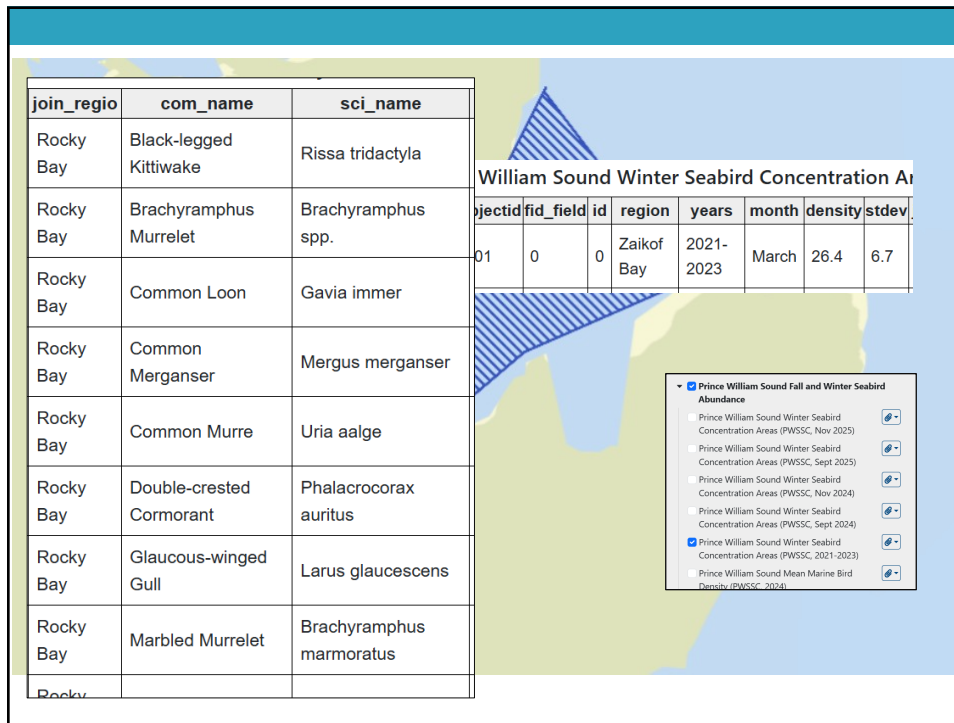 join_regio com_name sci_name
Rocky Bay Black-legged Kittiwake Rissa tridactyla
Rocky Bay Brachyramphus Murrelet Brachyramphus spp.
Rocky Bay Common Loon Gavia immer
Rocky Bay Common Merganser Mergus merganser
Rocky Bay Common Murre Uria aalge
Rocky Bay Double-crested Cormorant Phalacrocorax auritus
Rocky Bay Glaucous-winged Gull Larus glaucescens
Rocky Bay Marbled Murrelet Brachyramphus marmoratus
Rocky
William Sound Winter Seabird Concentration
bjectid fid_field id region years month density stdev
01 0 0 Zaikof Bay 2021-2023 March 26.4 6.7
Prince William Sound Fall and Winter Seabird
Abundance
Prince William Sound Winter Seabird
Concentration Areas (PWSSC, Nov 2025)
Prince William Sound Winter Seabird
Concentration Areas (PWSSC, Sept 2025)
Prince William Sound Winter Seabird
Concentration Areas (PWSSC, Nov 2024)
Prince William Sound Winter Seabird
Concentration Areas (PWSSC, Sept 2024)
Prince William Sound Winter Seabird
Concentration Areas (PWSSC, 2021-2023)
Prince William Sound Mean Marine Bird
Density (PWSSC, 2024)